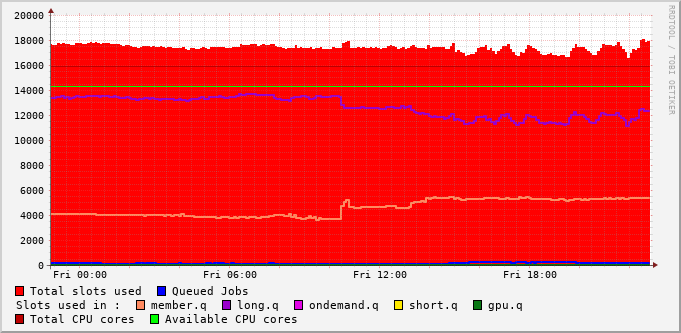 20000
18000
16000
14000
12000
10000
8000
6000
4000
2000
0
Fri 00:00 Fri 06:00 Fri 12:00 Fri 18:00
RRDTOOL / TOBI OETIKER
Total slots used Queued Jobs
Slots used in : member.q long.q ondemand.q short.q gpu.q
Total CPU cores Available CPU cores